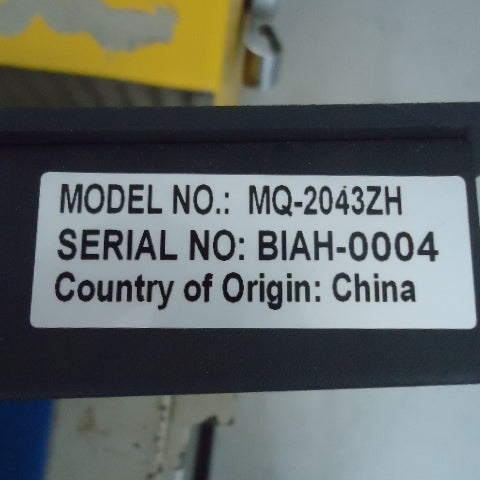 MODEL NO.: MQ-2043ZH
SERIAL NO: BIAH-0004
Country of Origin: China